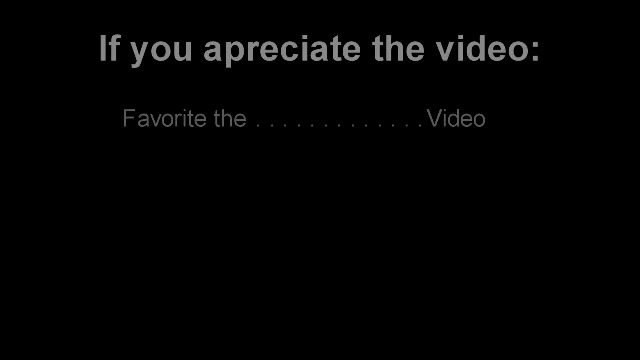 If you apreciate the video:
Favorite the . . . . . . . . . . . . . Video